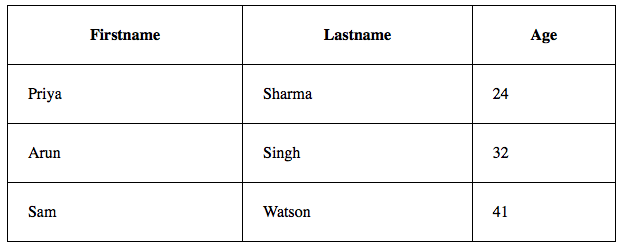 Firstname Lastname Age
Priya Sharma 24
Arun Singh 32
Sam Watson 41